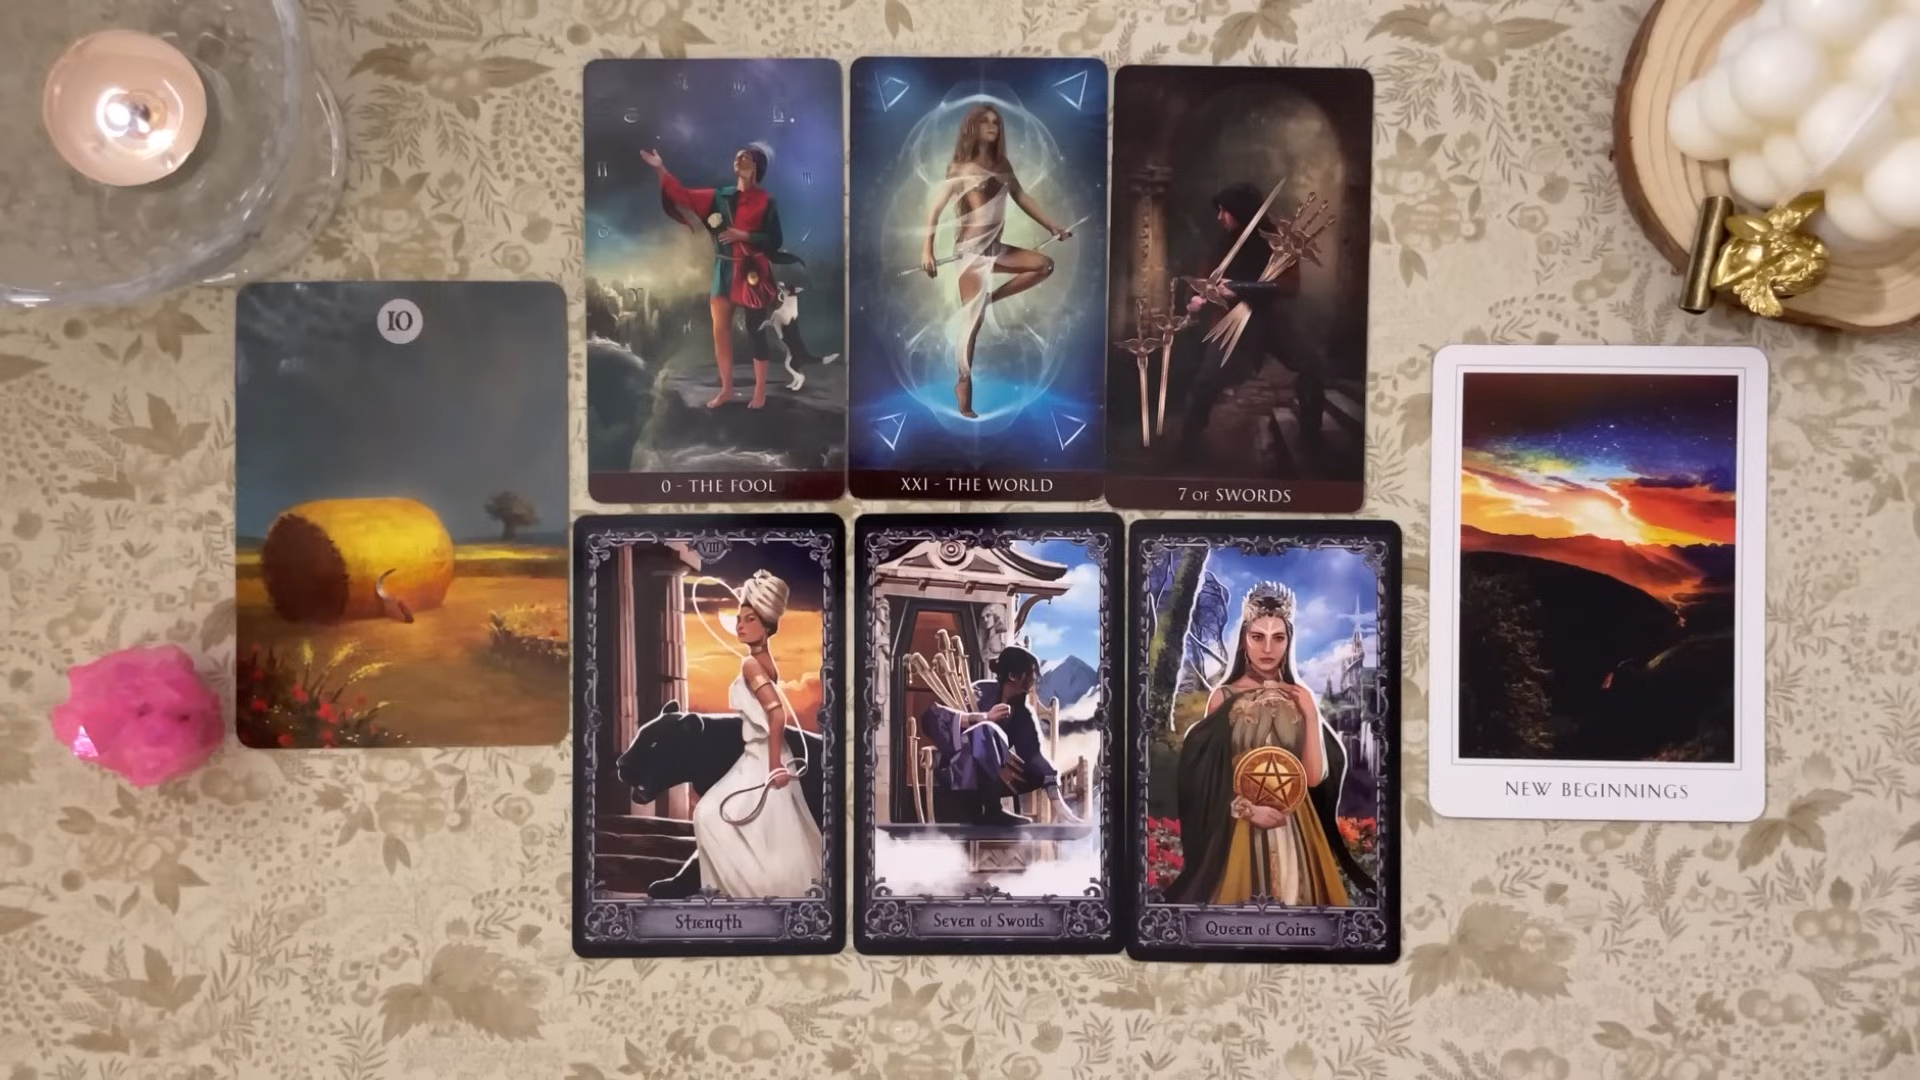 IO
0 - THE FOOL
XXI - THE WORLD
7 OF SWORDS
VIII
Strength
Seven of Swords
Queen of Coins
NEW BEGINNINGS